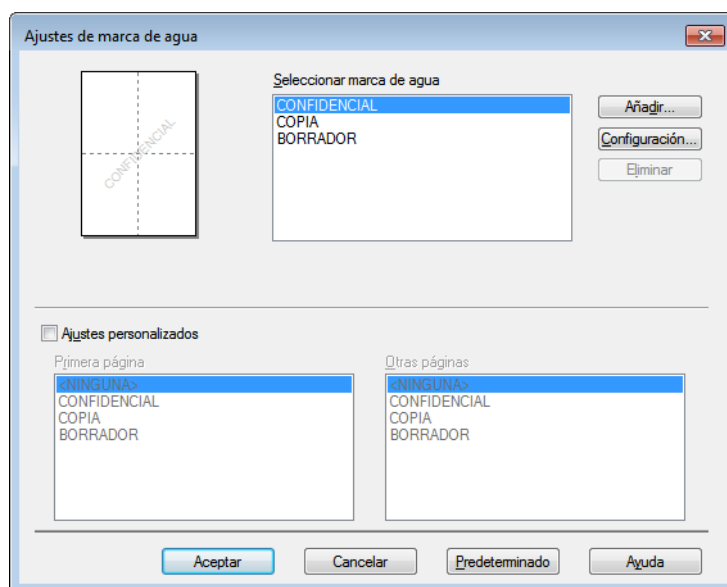 Ajustes de marca de agua
CONFIDENCIAL
Seleccionar marca de agua
CONFIDENCIAL
COPIA
BORRADOR
Añadir...
Configuración...
Eliminar
Ajustes personalizados
Primera página
<NINGUNA>
CONFIDENCIAL
COPIA
BORRADOR
Otras páginas
<NINGUNA>
CONFIDENCIAL
COPIA
BORRADOR
Aceptar
Cancelar
Predeterminado
Ayuda